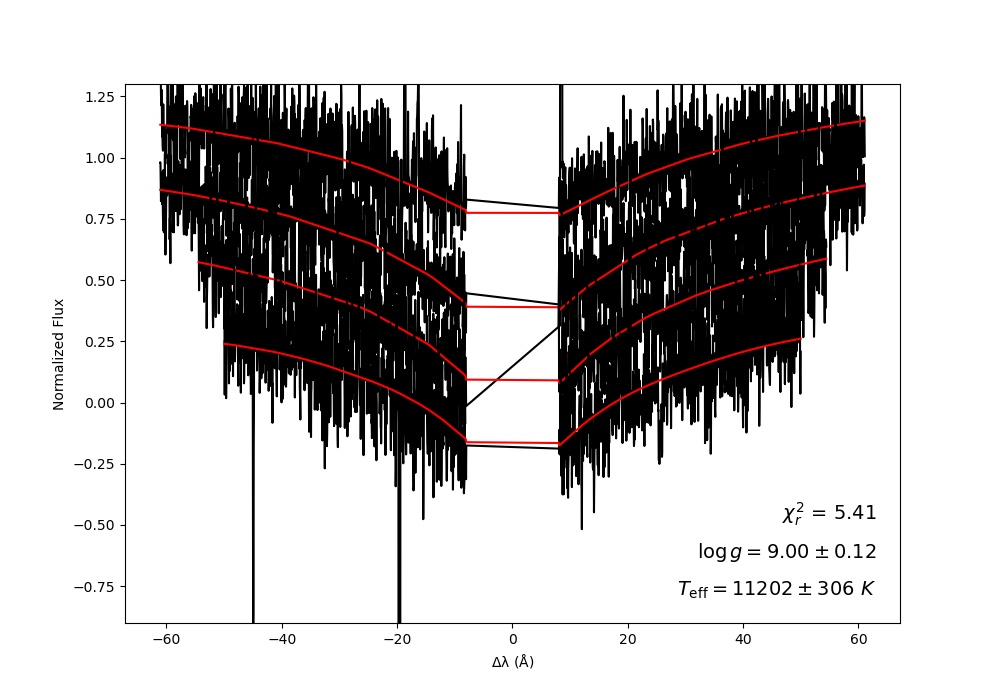 1.25
1.00
0.75
0.50
0.25
0.00
−0.25
−0.50
−0.75
Normalized Flux
χ²ᵣ = 5.41
log g = 9.00 ± 0.12
T_eff = 11202 ± 306 K
−60 −40 −20 0 20 40 60
Δλ (Å)